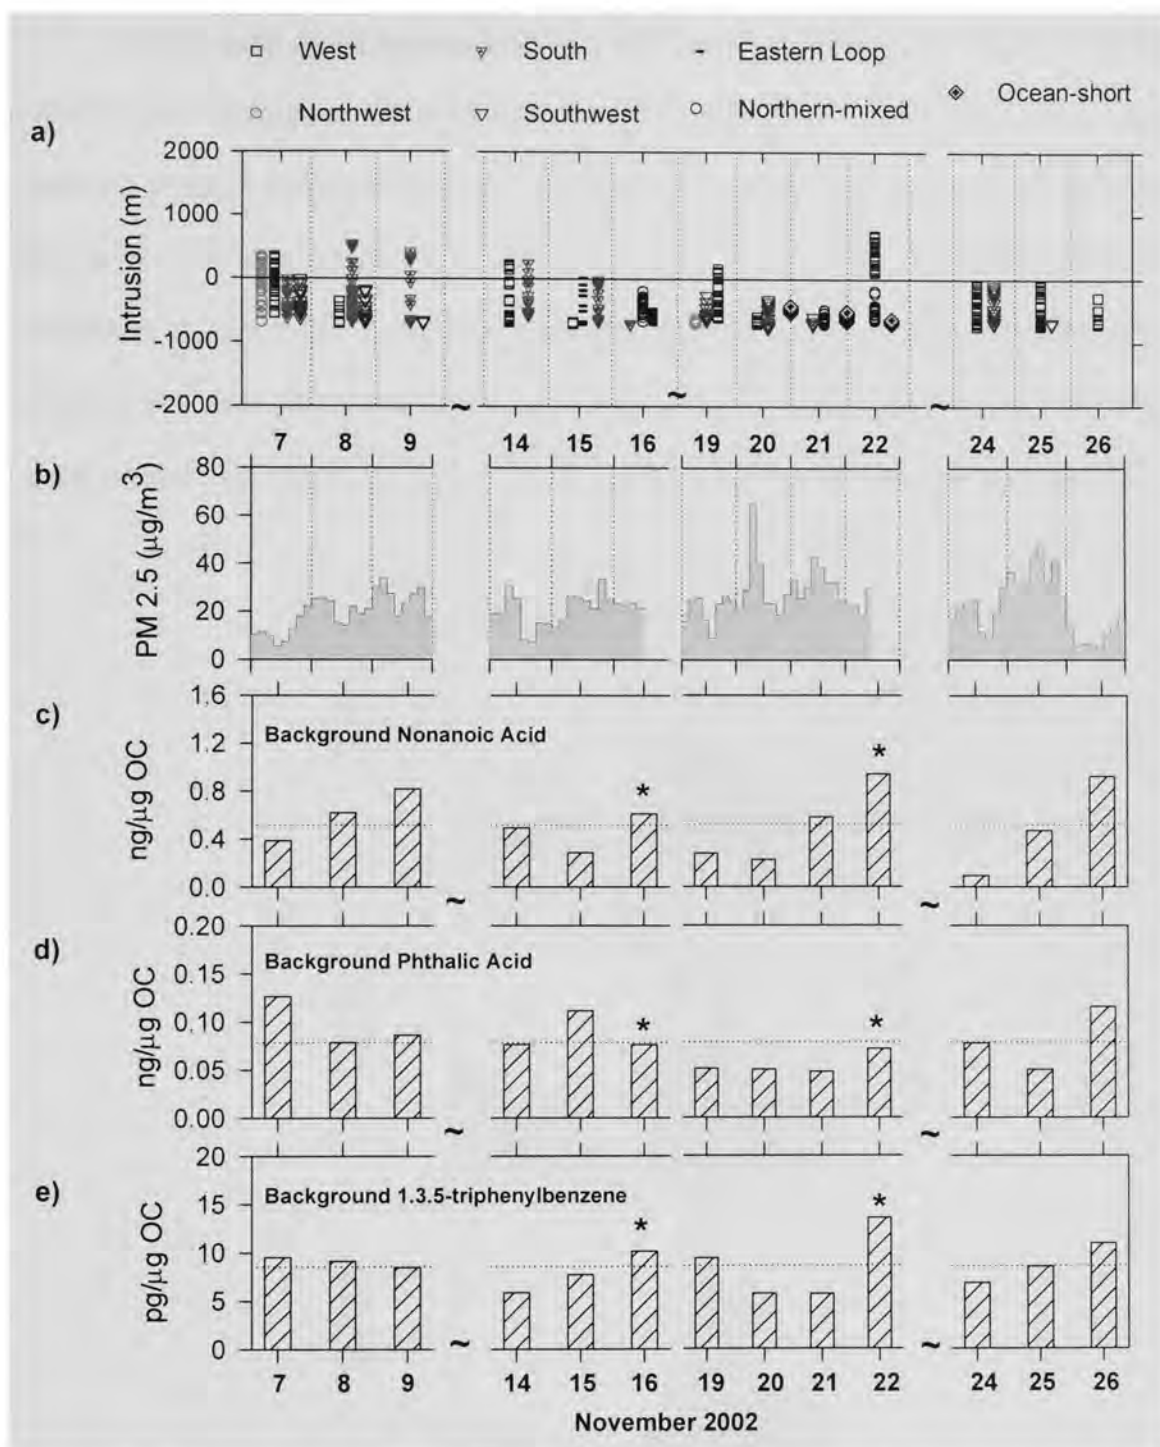 West South Eastern Loop Ocean-short
Northwest Southwest Northern-mixed
a)
Intrusion (m)
2000
1000
0
-1000
-2000
~ ~ ~
7 8 9 14 15 16 19 20 21 22 24 25 26
b)
PM 2.5 (µg/m³)
80
60
40
20
0
c)
ng/µg OC
1.6
1.2
0.8
0.4
0.0
Background Nonanoic Acid
* *
~ ~
d)
ng/µg OC
0.20
0.15
0.10
0.05
0.00
Background Phthalic Acid
* *
~ ~
e)
pg/µg OC
20
15
10
5
0
Background 1.3.5-triphenylbenzene
* *
~ ~
7 8 9 14 15 16 19 20 21 22 24 25 26
November 2002